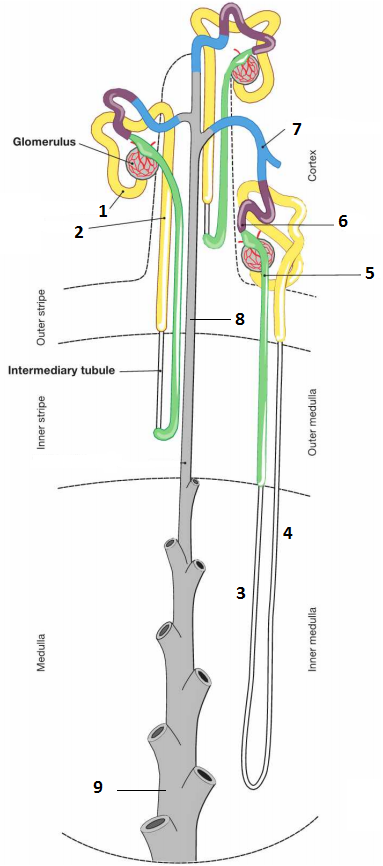 Glomerulus
7
Cortex
1
2
6
5
Outer stripe
8
Intermediary tubule
Inner stripe
Outer medulla
4
3
Medulla
Inner medulla
9